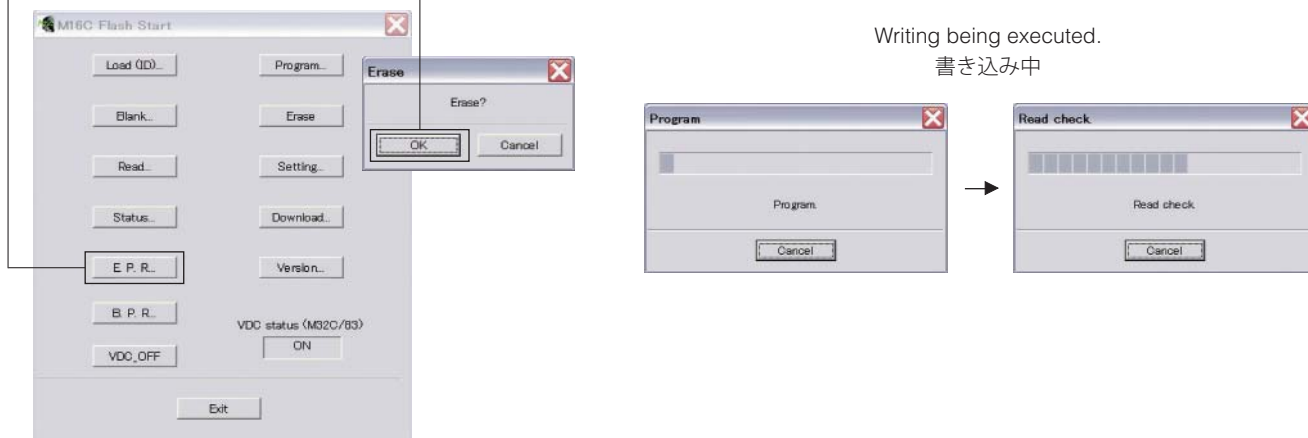 M16C Flash Start
Load (ID)...
Program...
Blank...
Erase
Read...
Setting...
Status...
Download...
E. P. R...
Version...
B. P. R...
VDC status (M32C/83)
ON
VDC_OFF
Exit
Erase
Erase?
OK
Cancel
Writing being executed.
書き込み中
Program
Program.
Cancel
Read check.
Read check.
Cancel